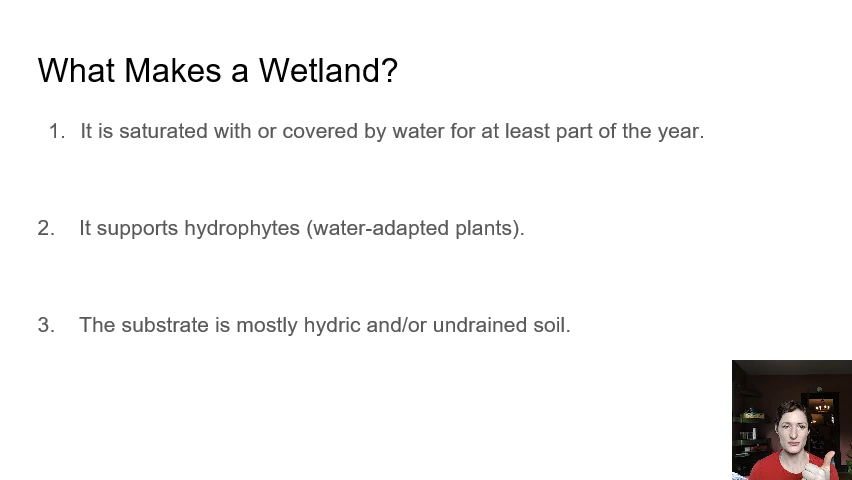 What Makes a Wetland?
1. It is saturated with or covered by water for at least part of the year.
2. It supports hydrophytes (water-adapted plants).
3. The substrate is mostly hydric and/or undrained soil.